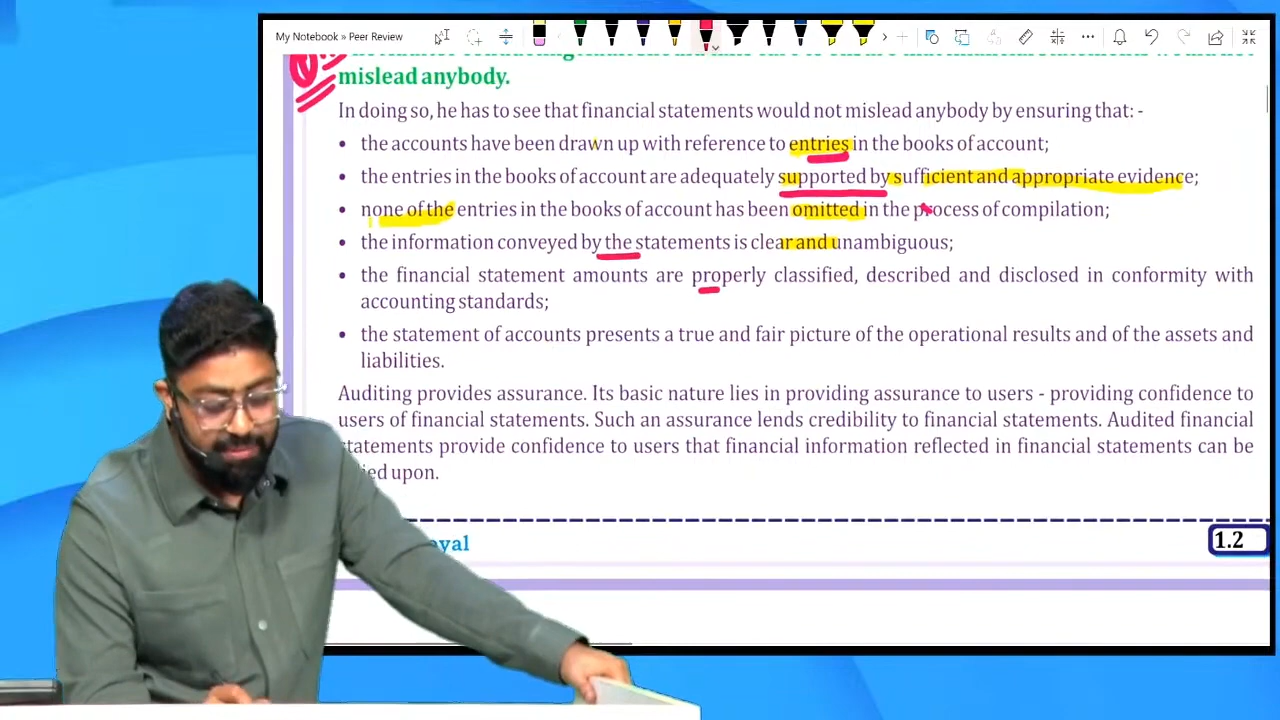 My Notebook » Peer Review
mislead anybody.
In doing so, he has to see that financial statements would not mislead anybody by ensuring that: -
• the accounts have been drawn up with reference to entries in the books of account;
• the entries in the books of account are adequately supported by sufficient and appropriate evidence;
• none of the entries in the books of account has been omitted in the process of compilation;
• the information conveyed by the statements is clear and unambiguous;
• the financial statement amounts are properly classified, described and disclosed in conformity with
accounting standards;
• the statement of accounts presents a true and fair picture of the operational results and of the assets and
liabilities.
Auditing provides assurance. Its basic nature lies in providing assurance to users - providing confidence to
users of financial statements. Such an assurance lends credibility to financial statements. Audited financial
statements provide confidence to users that financial information reflected in financial statements can be
upon.
1.2